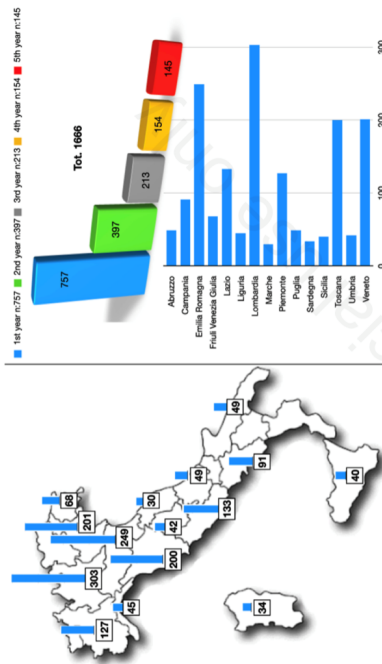 1st year n:757 2nd year n:397 3rd year n:213 4th year n:154 5th year n:145
Tot. 1666
757
397
213
154
145
Abruzzo
Campania
Emilia Romagna
Friuli Venezia Giulia
Lazio
Liguria
Lombardia
Marche
Piemonte
Puglia
Sardegna
Sicilia
Toscana
Umbria
Veneto
0
100
200
300
127
303
201
68
249
45
200
30
42
49
133
91
49
34
40